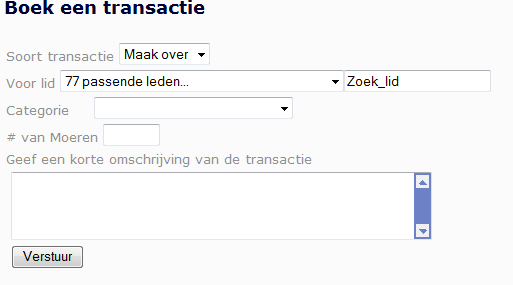 Boek een transactie
Soort transactie Maak over
Voor lid 77 passende leden... Zoek_lid
Categorie
# van Moeren
Geef een korte omschrijving van de transactie
Verstuur